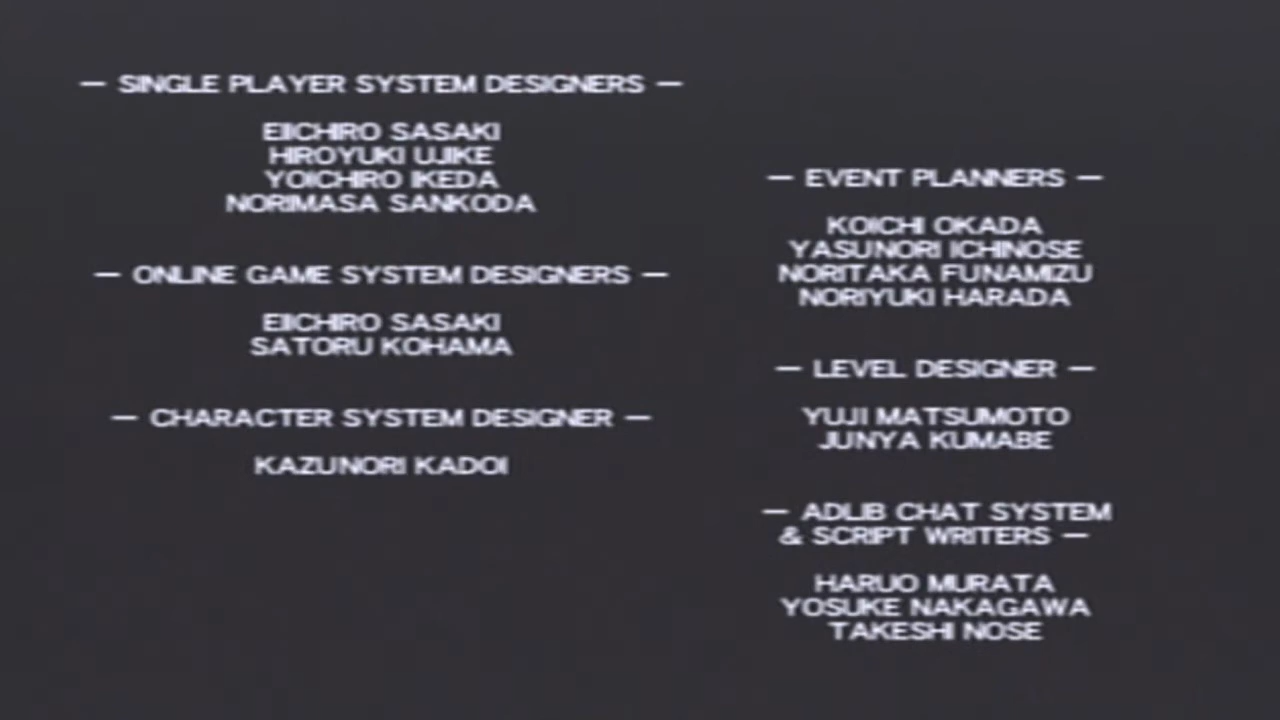 — SINGLE PLAYER SYSTEM DESIGNERS —
EIICHIRO SASAKI
HIROYUKI UJIKE
YOICHIRO IKEDA
NORIMASA SANKODA
— ONLINE GAME SYSTEM DESIGNERS —
EIICHIRO SASAKI
SATORU KOHAMA
— CHARACTER SYSTEM DESIGNER —
KAZUNORI KADOI
— EVENT PLANNERS —
KOICHI OKADA
YASUNORI ICHINOSE
NORITAKA FUNAMIZU
NORIYUKI HARADA
— LEVEL DESIGNER —
YUJI MATSUMOTO
JUNYA KUMABE
— ADLIB CHAT SYSTEM
& SCRIPT WRITERS —
HARUO MURATA
YOSUKE NAKAGAWA
TAKESHI NOSE